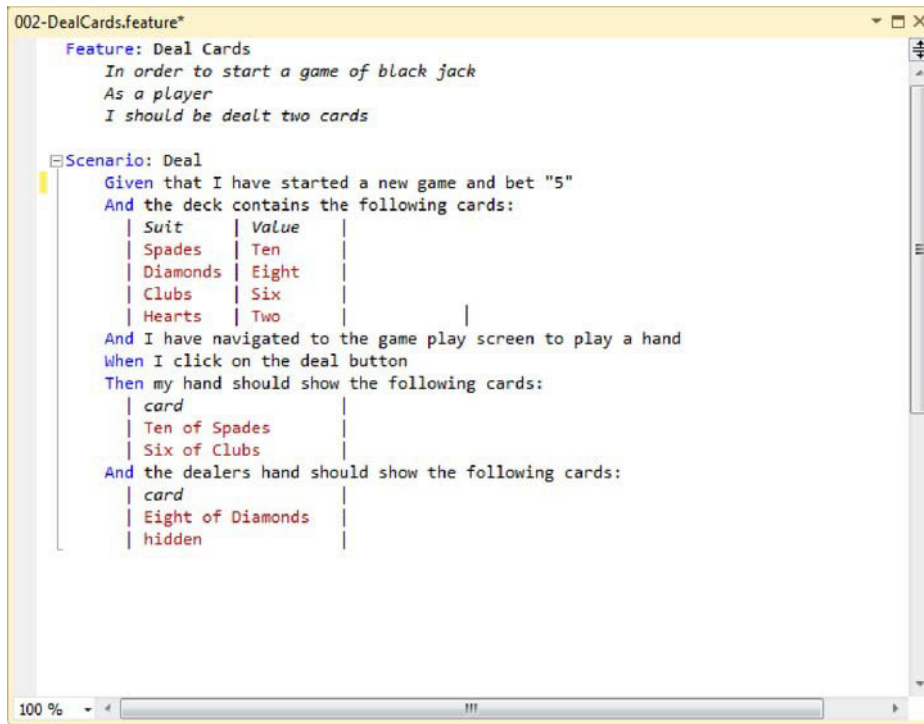 002-DealCards.feature*
Feature: Deal Cards
In order to start a game of black jack
As a player
I should be dealt two cards
Scenario: Deal
Given that I have started a new game and bet "5"
And the deck contains the following cards:
| Suit | Value |
| Spades | Ten |
| Diamonds | Eight |
| Clubs | Six |
| Hearts | Two |
And I have navigated to the game play screen to play a hand
When I click on the deal button
Then my hand should show the following cards:
| card |
| Ten of Spades |
| Six of Clubs |
And the dealers hand should show the following cards:
| card |
| Eight of Diamonds |
| hidden |
100 %